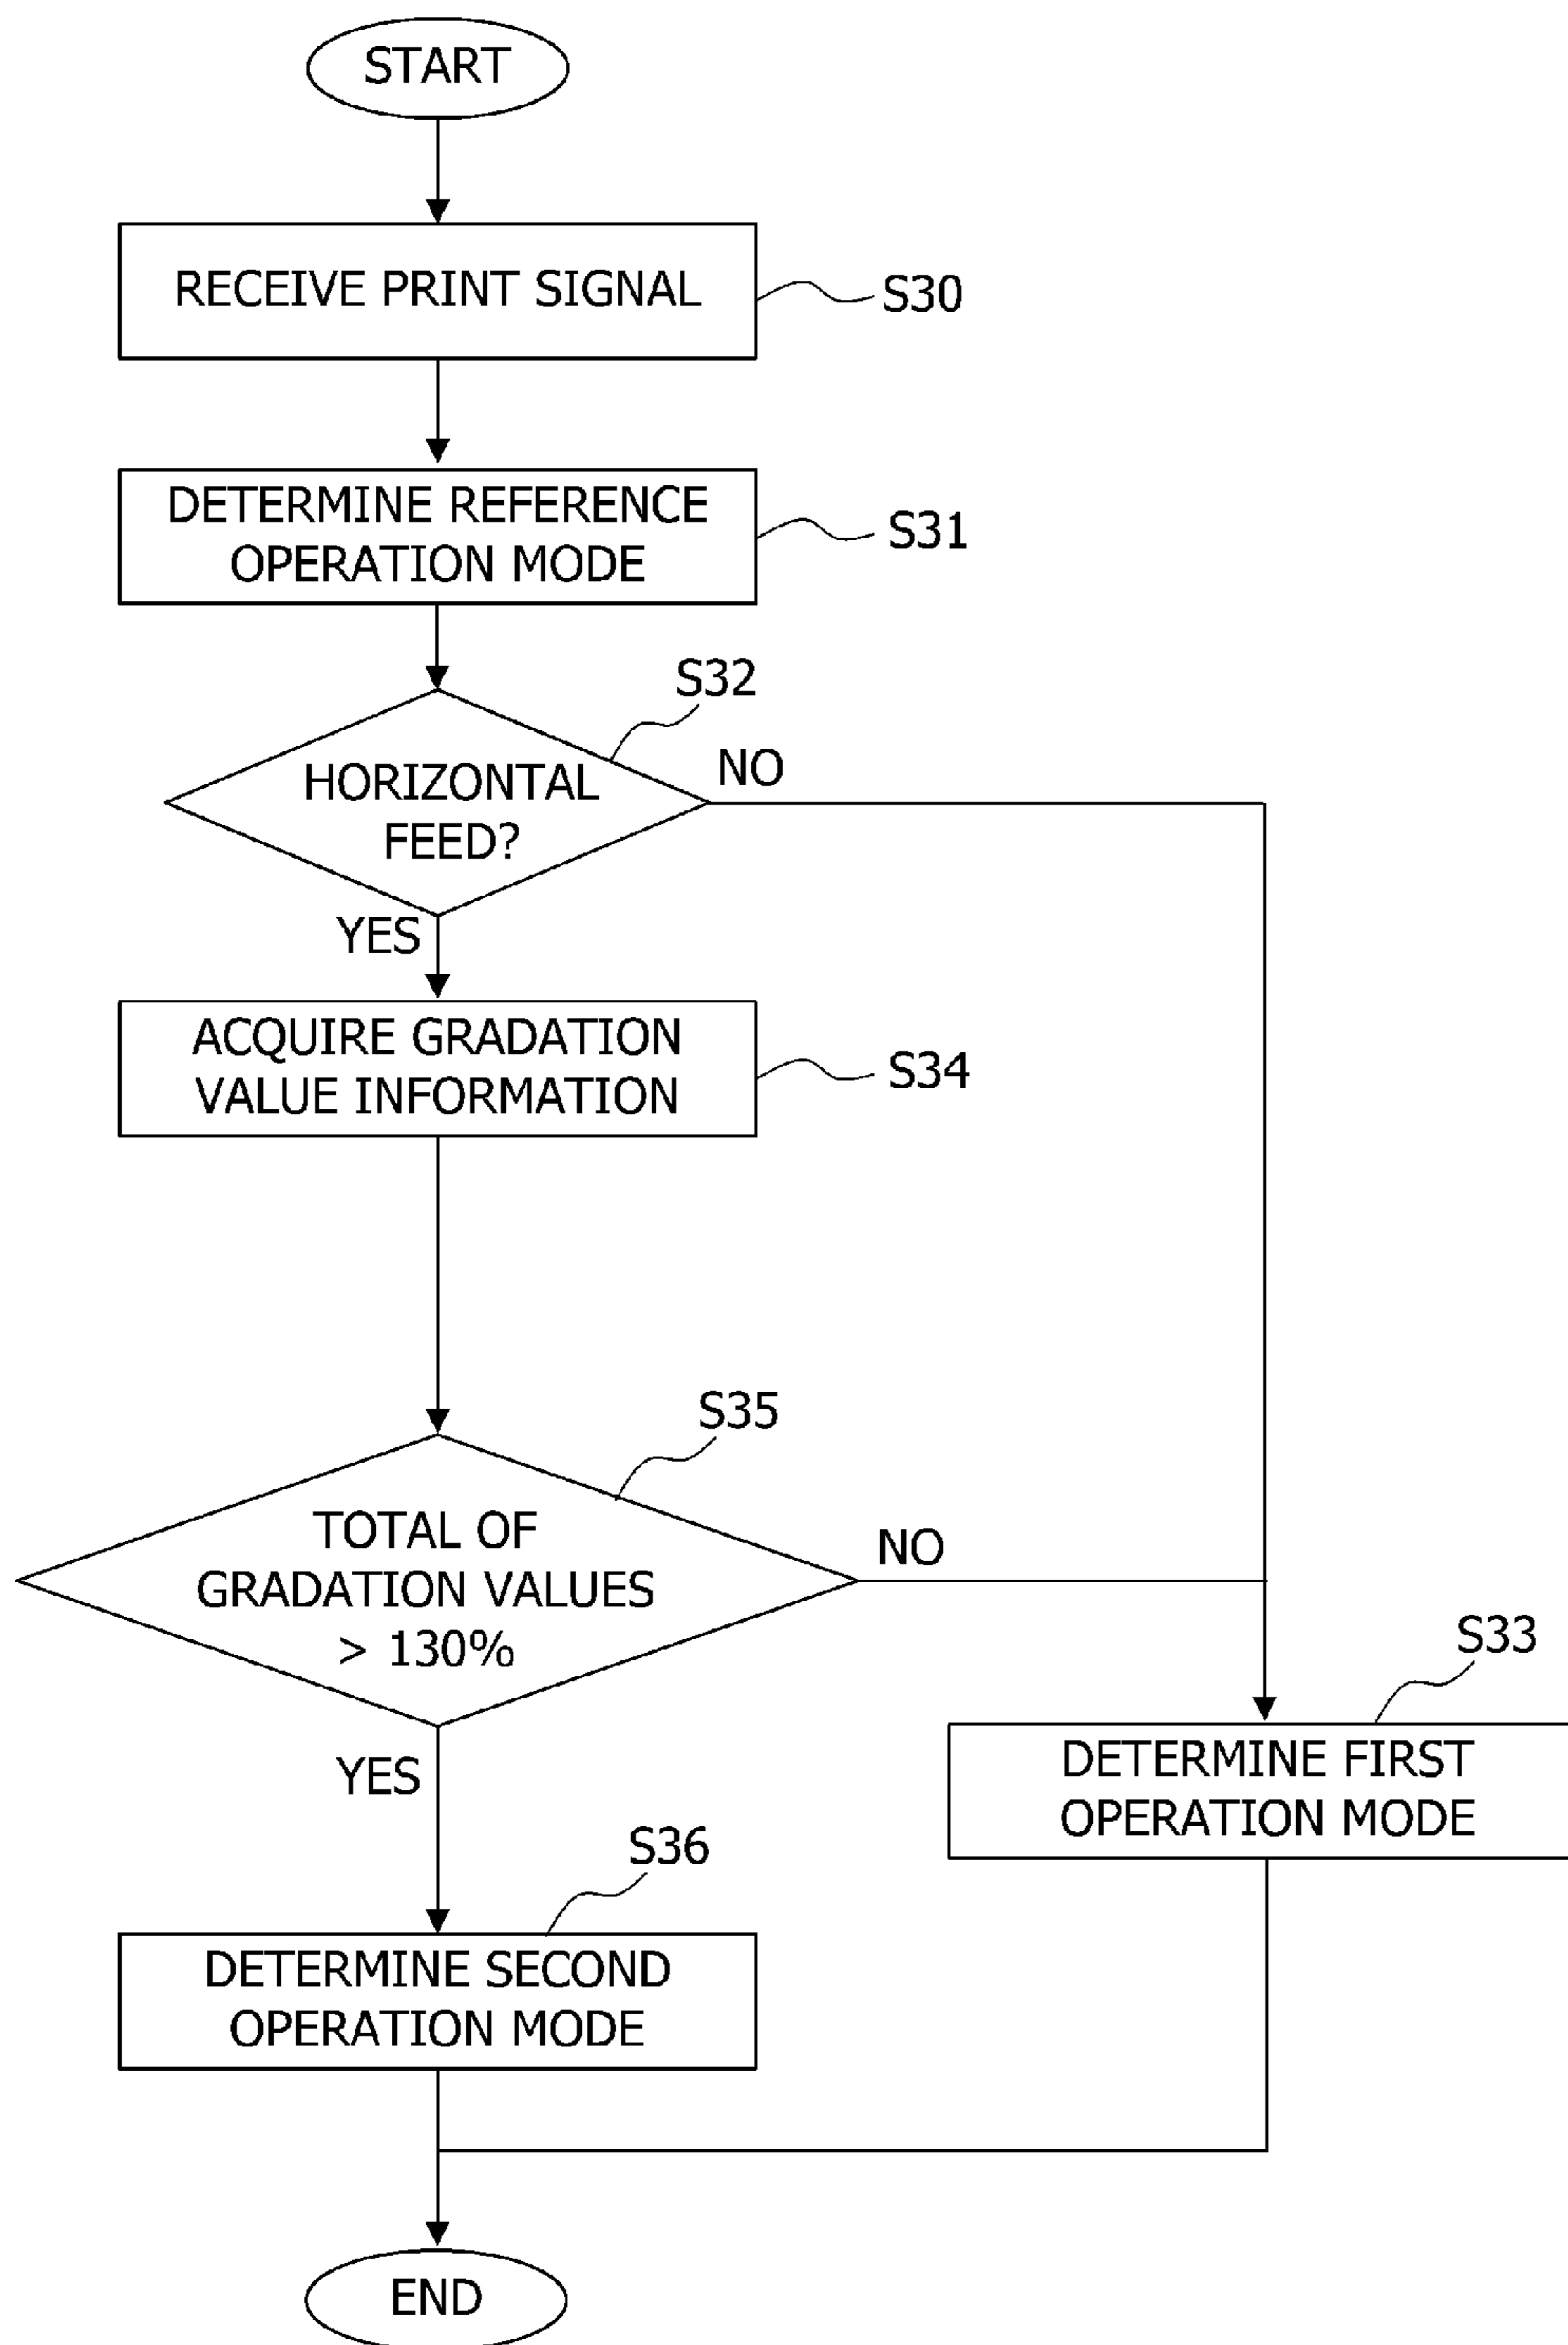 START
RECEIVE PRINT SIGNAL
S30
DETERMINE REFERENCE
OPERATION MODE
S31
S32
HORIZONTAL
FEED?
NO
YES
ACQUIRE GRADATION
VALUE INFORMATION
S34
S35
TOTAL OF
GRADATION VALUES
> 130%
NO
YES
S33
DETERMINE FIRST
OPERATION MODE
S36
DETERMINE SECOND
OPERATION MODE
END